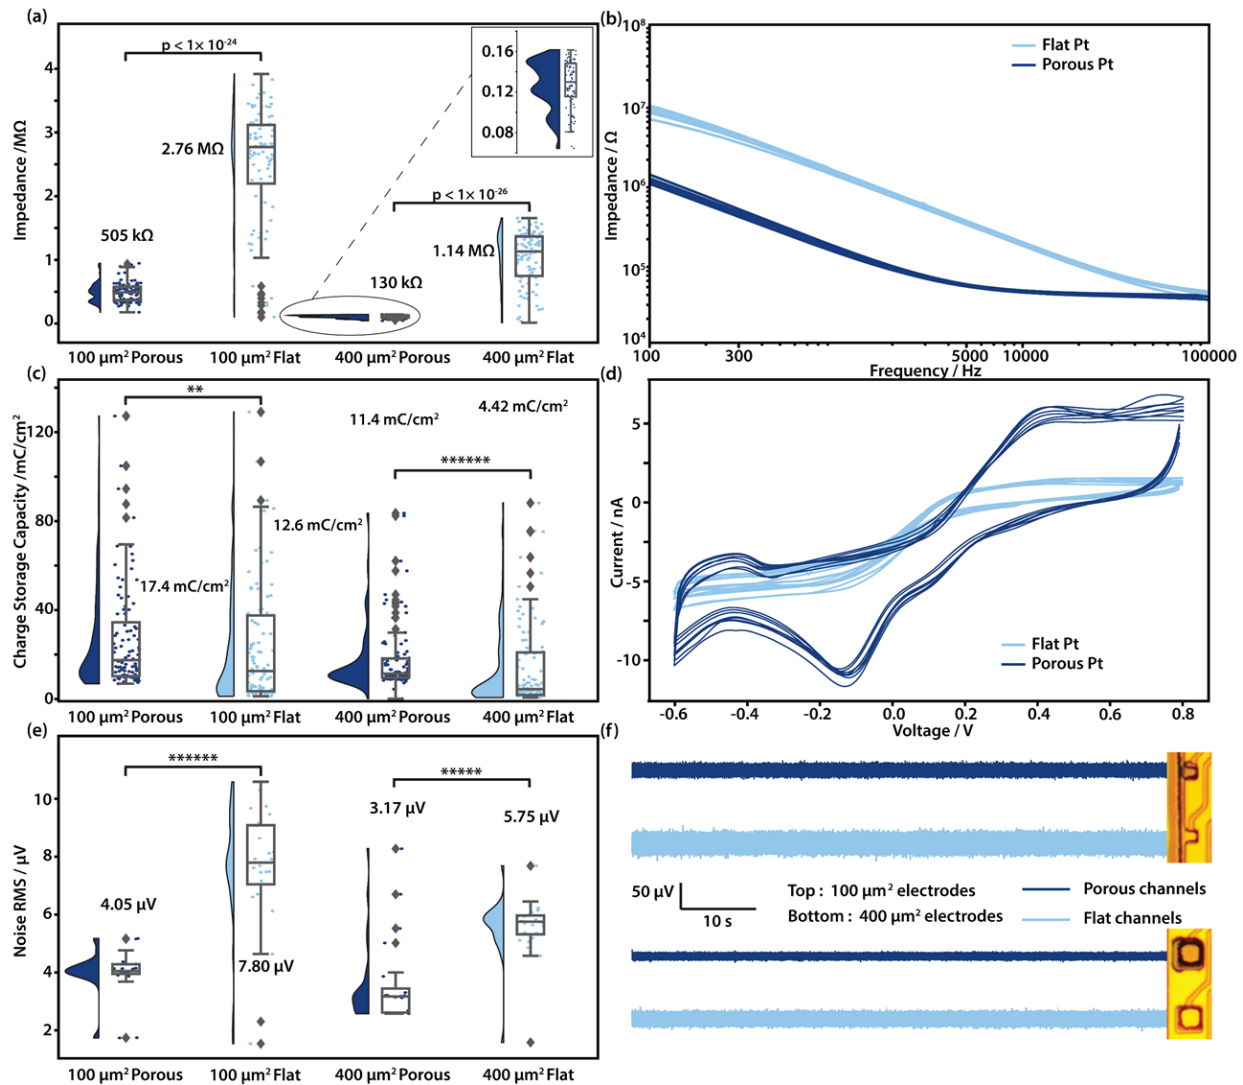 (a)
Impedance /MΩ
4
3
2
1
0
p < 1× 10⁻²⁴
2.76 MΩ
505 kΩ
0.16
0.12
0.08
p < 1× 10⁻²⁶
1.14 MΩ
130 kΩ
100 μm² Porous 100 μm² Flat 400 μm² Porous 400 μm² Flat
(b)
Impedance / Ω
10⁸
10⁷
10⁶
10⁵
10⁴
Flat Pt
Porous Pt
100 300 5000 10000 100000
Frequency / Hz
(c)
Charge Storage Capacity /mC/cm²
120
80
40
0
**
17.4 mC/cm²
12.6 mC/cm²
11.4 mC/cm²
4.42 mC/cm²
******
100 μm² Porous 100 μm² Flat 400 μm² Porous 400 μm² Flat
(d)
Current / nA
5
0
-5
-10
Flat Pt
Porous Pt
-0.6 -0.4 -0.2 0.0 0.2 0.4 0.6 0.8
Voltage / V
(e)
Noise RMS / μV
10
8
6
4
2
******
4.05 μV
7.80 μV
*****
3.17 μV
5.75 μV
100 μm² Porous 100 μm² Flat 400 μm² Porous 400 μm² Flat
(f)
50 μV
10 s
Top : 100 μm² electrodes
Bottom : 400 μm² electrodes
Porous channels
Flat channels